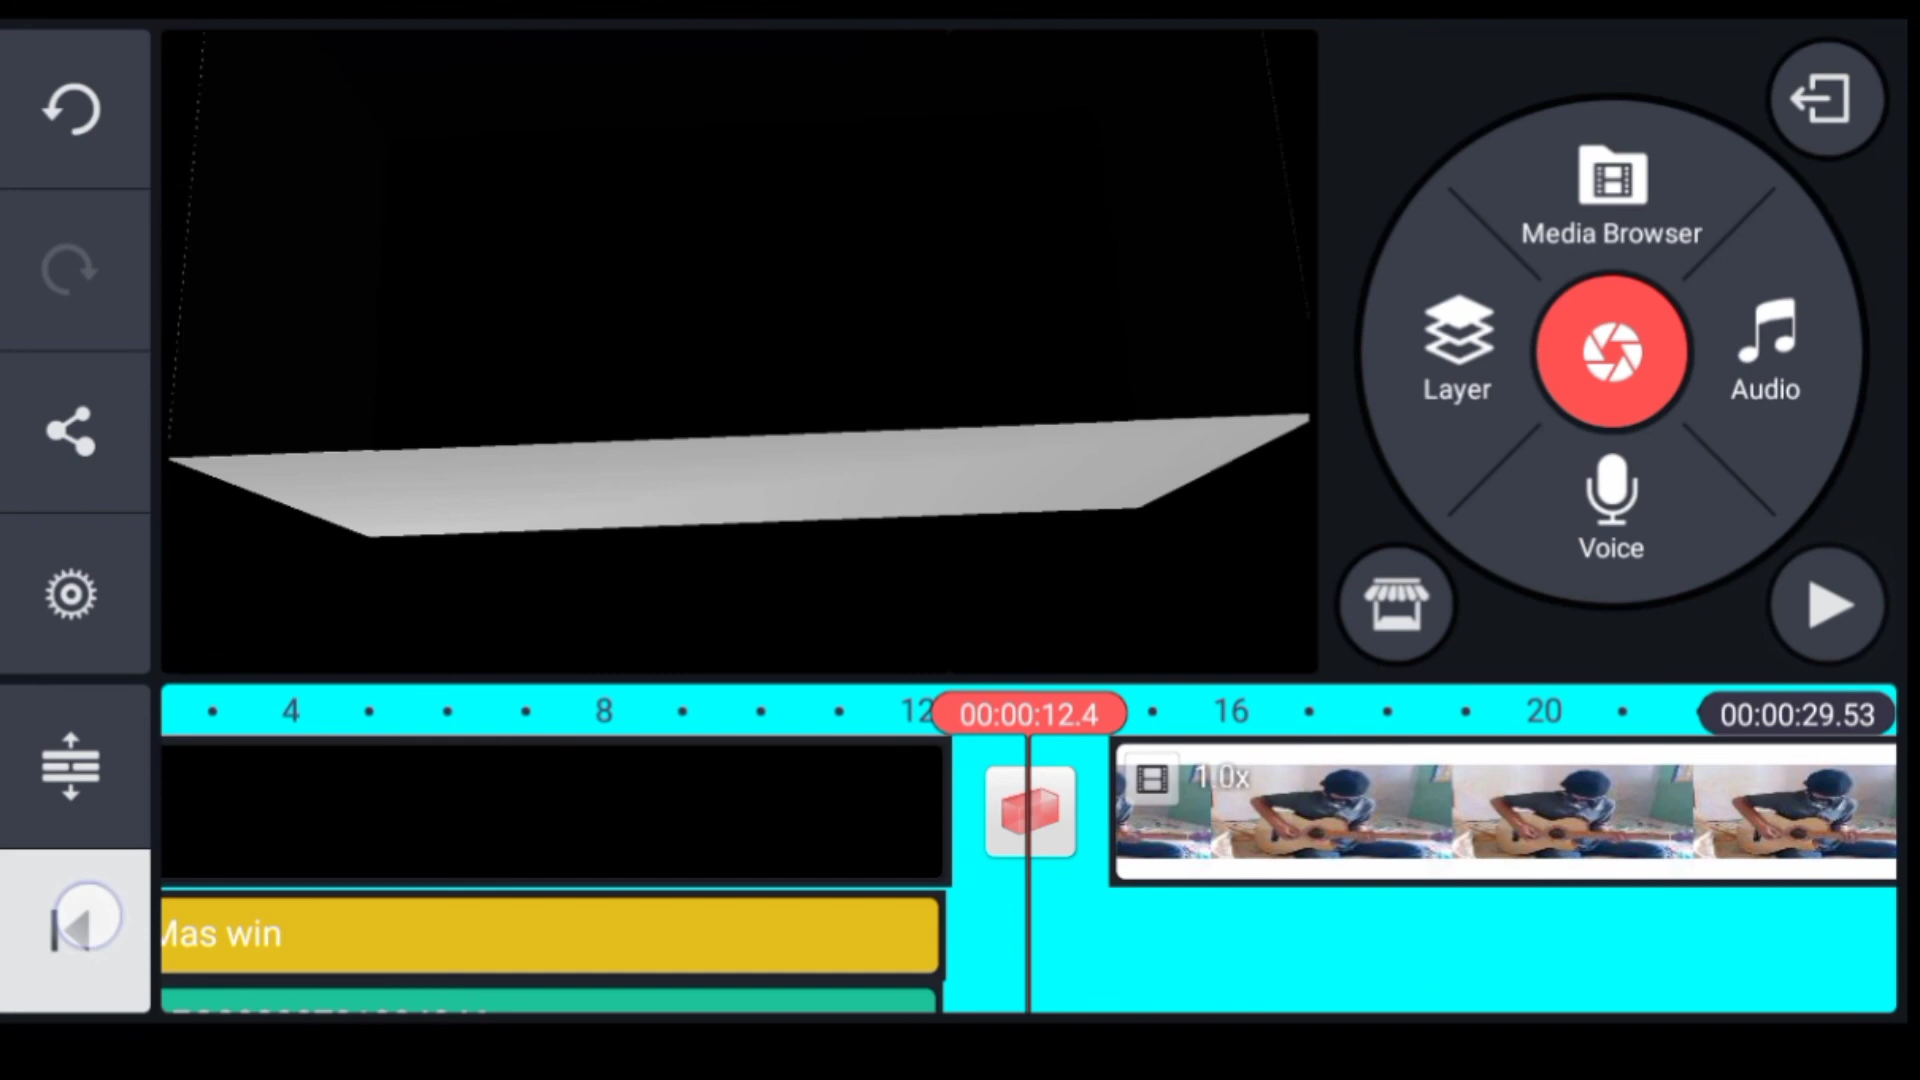 Media Browser
Layer
Audio
Voice
4
8
12
00:00:12.4
16
20
00:00:29.53
1.0x
Mas win